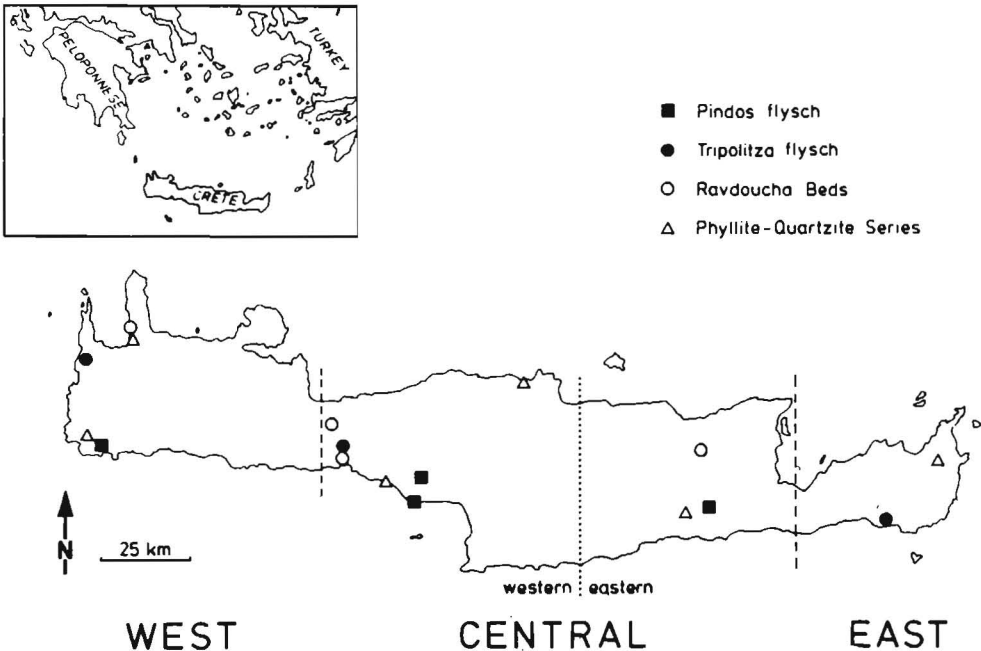 PELOPONNESE
TURKEY
CRETE
Pindos flysch
Tripolitza flysch
Ravdoucha Beds
Phyllite-Quartzite Series
N
25 km
western eastern
WEST CENTRAL EAST